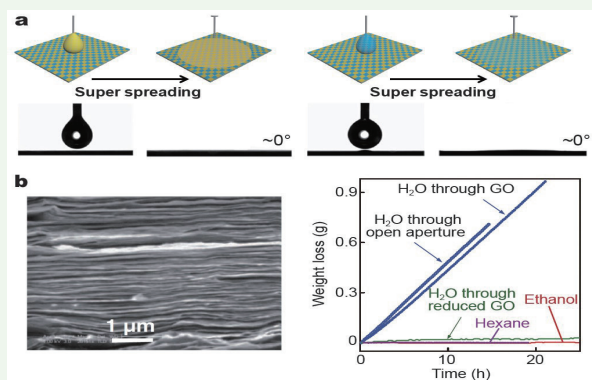 a
Super spreading
Super spreading
~0°
~0°
b
1 μm
Weight loss (g)
0.9
0.6
0.3
0
H₂O through GO
H₂O through
open aperture
H₂O through
reduced GO
Hexane
Ethanol
0
10
20
Time (h)